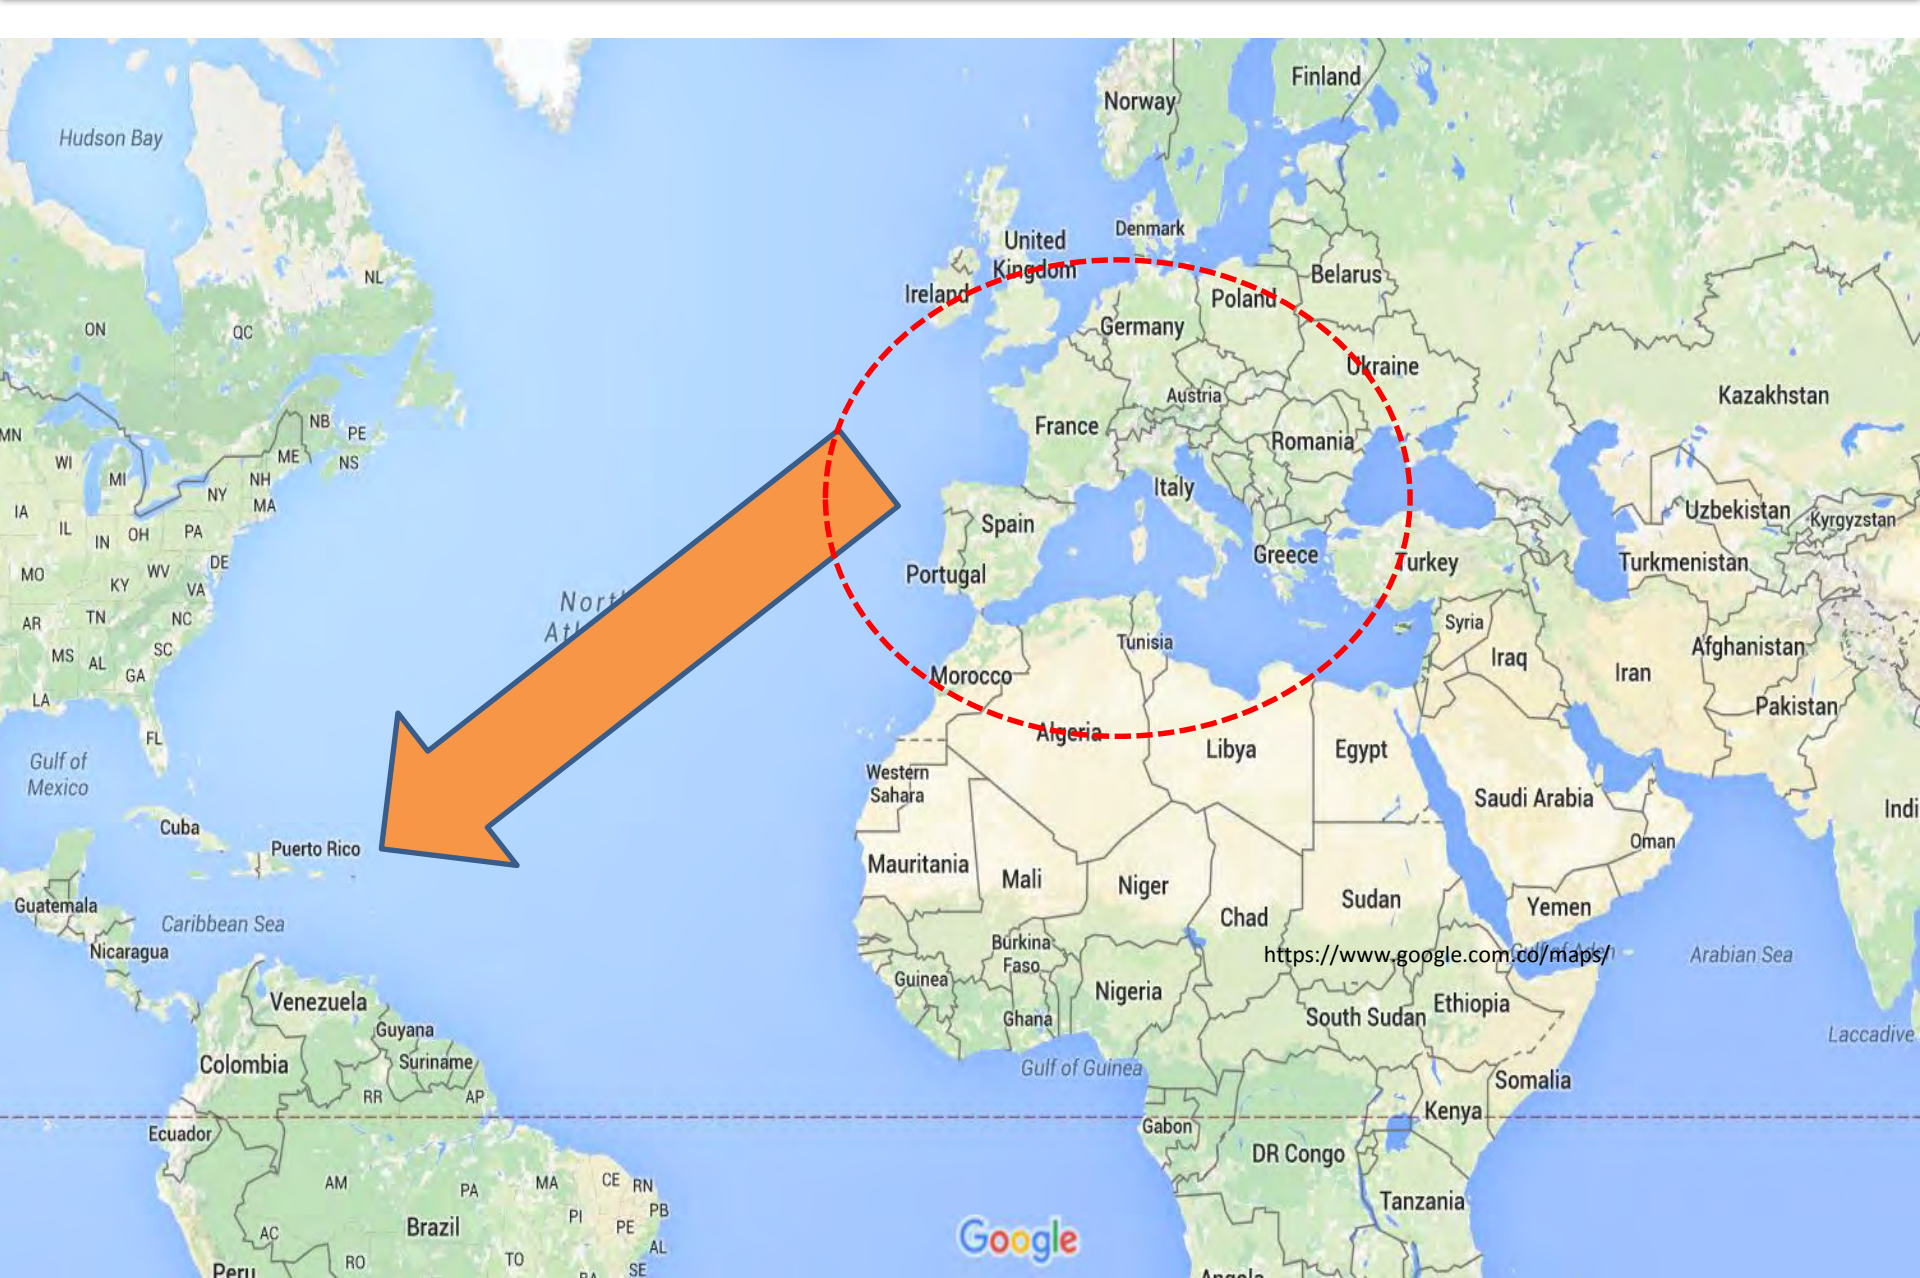 Finland
Norway
Hudson Bay
Denmark
United
Kingdom
NL
Belarus
Ireland
Poland
ON
QC
Germany
Ukraine
Austria
Kazakhstan
NB
PE
France
MN
Romania
ME
WI
NS
MI
NH
NY
Italy
MA
IA
Uzbekistan
Kyrgyzstan
IL
Spain
PA
OH
IN
Greece
DE
Turkey
Turkmenistan
MO
WV
Portugal
KY
VA
TN
NC
AR
Syria
Tunisia
Afghanistan
SC
MS
AL
Iraq
Iran
GA
Morocco
LA
Pakistan
Algeria
FL
Libya
Egypt
Gulf of
Mexico
Western
Sahara
Saudi Arabia
Indi
Cuba
Oman
Puerto Rico
Mauritania
Mali
Niger
Sudan
Guatemala
Yemen
Chad
Caribbean Sea
Burkina
Faso
Nicaragua
https://www.google.com.co/maps/
Gulf of Aden
Arabian Sea
Guinea
Nigeria
Venezuela
Ethiopia
Ghana
South Sudan
Guyana
Laccadive
Colombia
Suriname
Gulf of Guinea
Somalia
RR
AP
Kenya
Gabon
Ecuador
DR Congo
AM
PA
MA
CE
RN
Tanzania
PB
PI
PE
Brazil
AC
Google
AL
RO
TO
SE
Peru
Angola